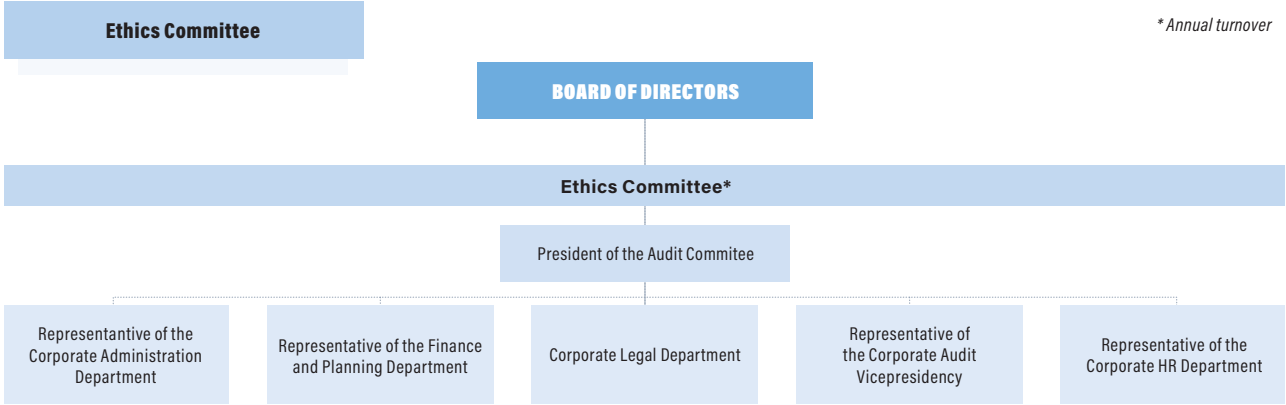 Ethics Committee
* Annual turnover
BOARD OF DIRECTORS
Ethics Committee*
President of the Audit Commitee
Representantive of the
Corporate Administration
Department
Representative of the Finance
and Planning Department
Corporate Legal Department
Representative of
the Corporate Audit
Vicepresidency
Representative of the
Corporate HR Department